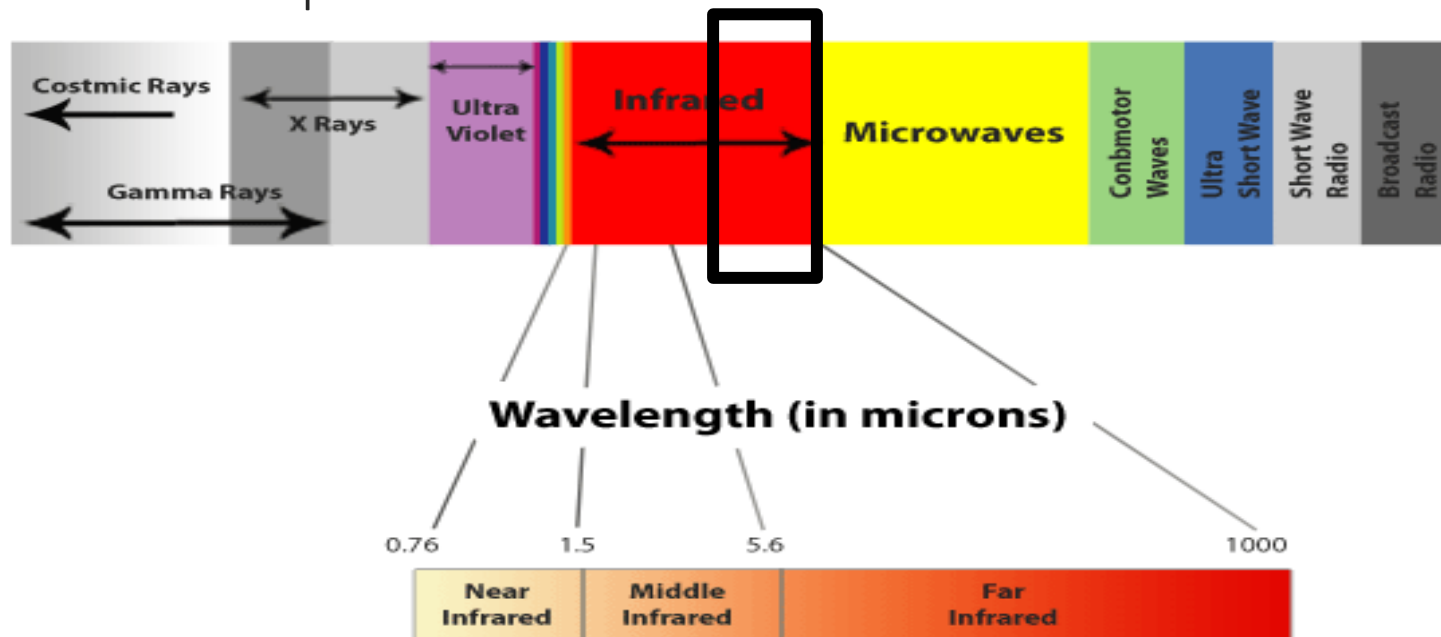 Costmic Rays
X Rays
Gamma Rays
Ultra
Violet
Infrared
Microwaves
Conbmotor
Waves
Ultra
Short Wave
Short Wave
Radio
Broadcast
Radio
Wavelength (in microns)
0.76 1.5 5.6 1000
Near
Infrared
Middle
Infrared
Far
Infrared